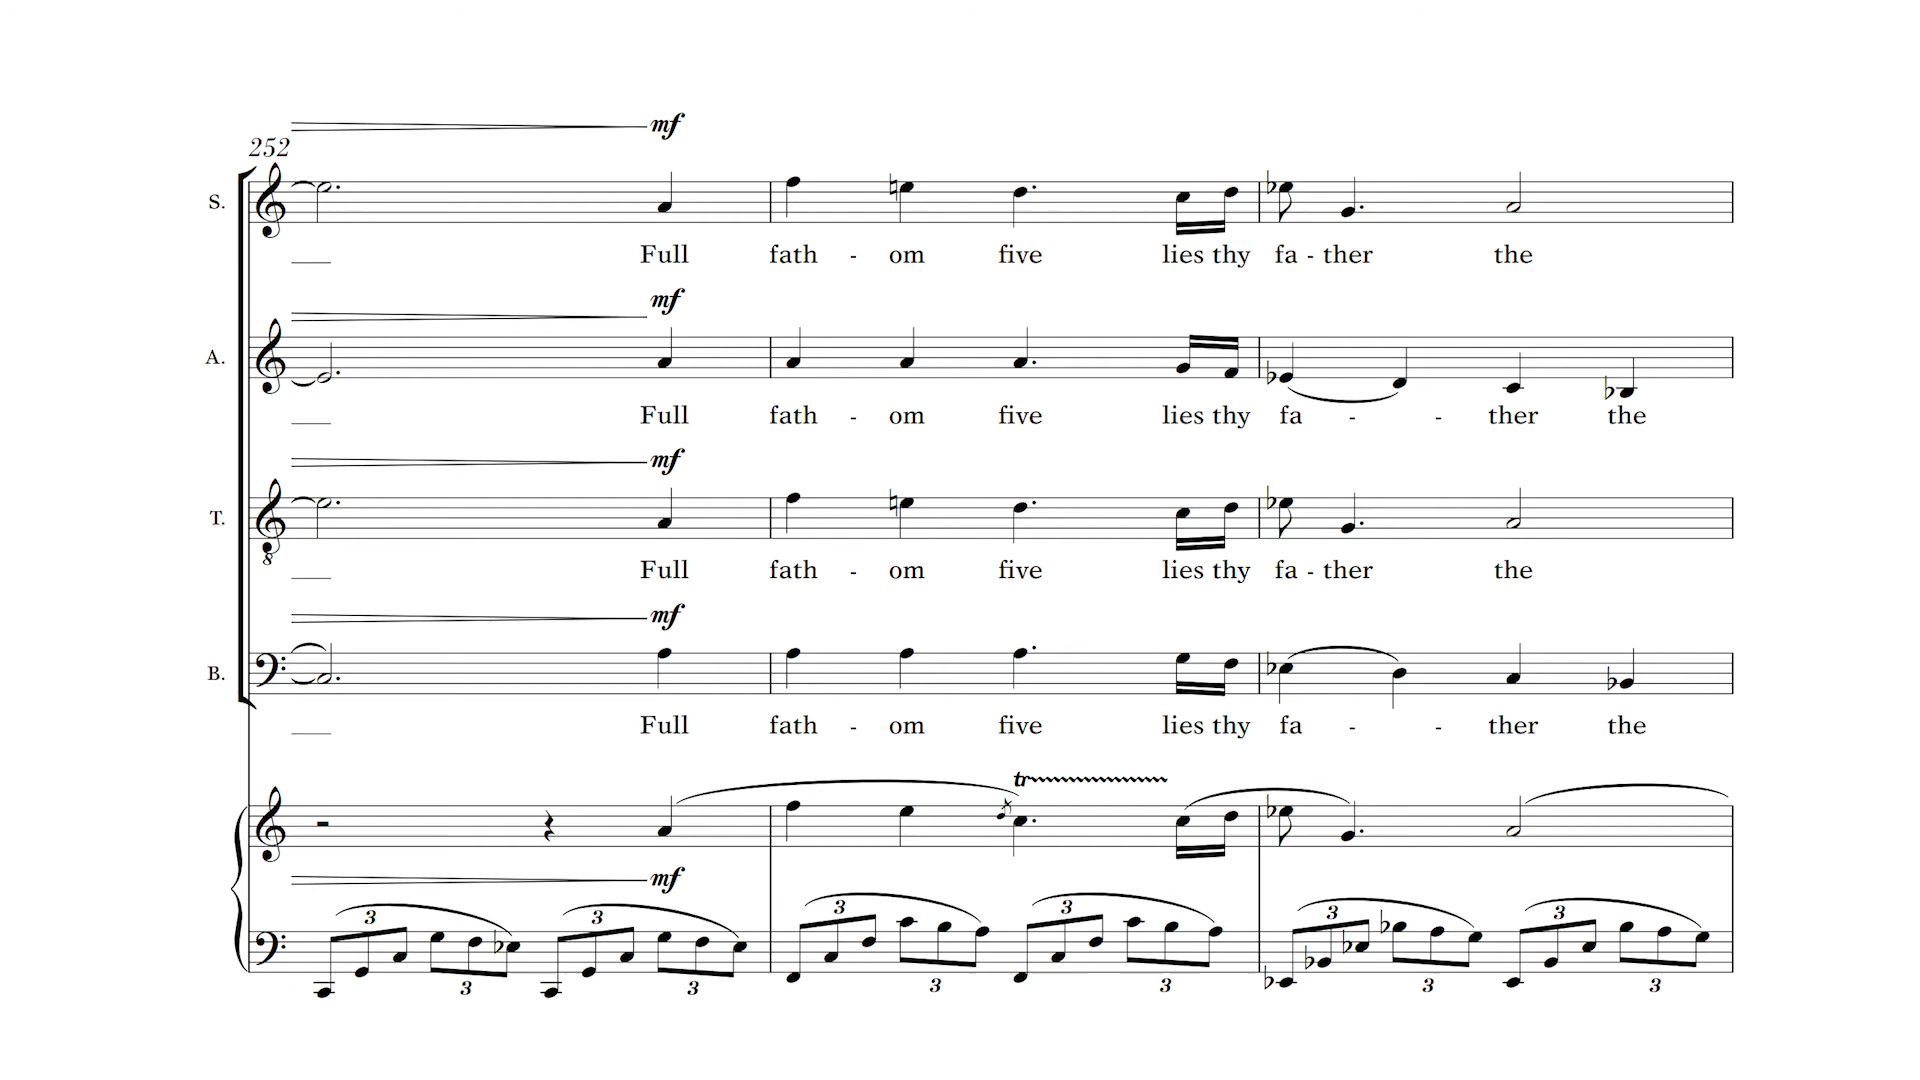 mf
252
S.
Full fath - om five lies thy fa - ther the
mf
A.
Full fath - om five lies thy fa - - ther the
mf
T.
8
Full fath - om five lies thy fa - ther the
mf
B.
Full fath - om five lies thy fa - - ther the
tr
mf
3 3 3 3 3 3
3 3 3 3 3 3